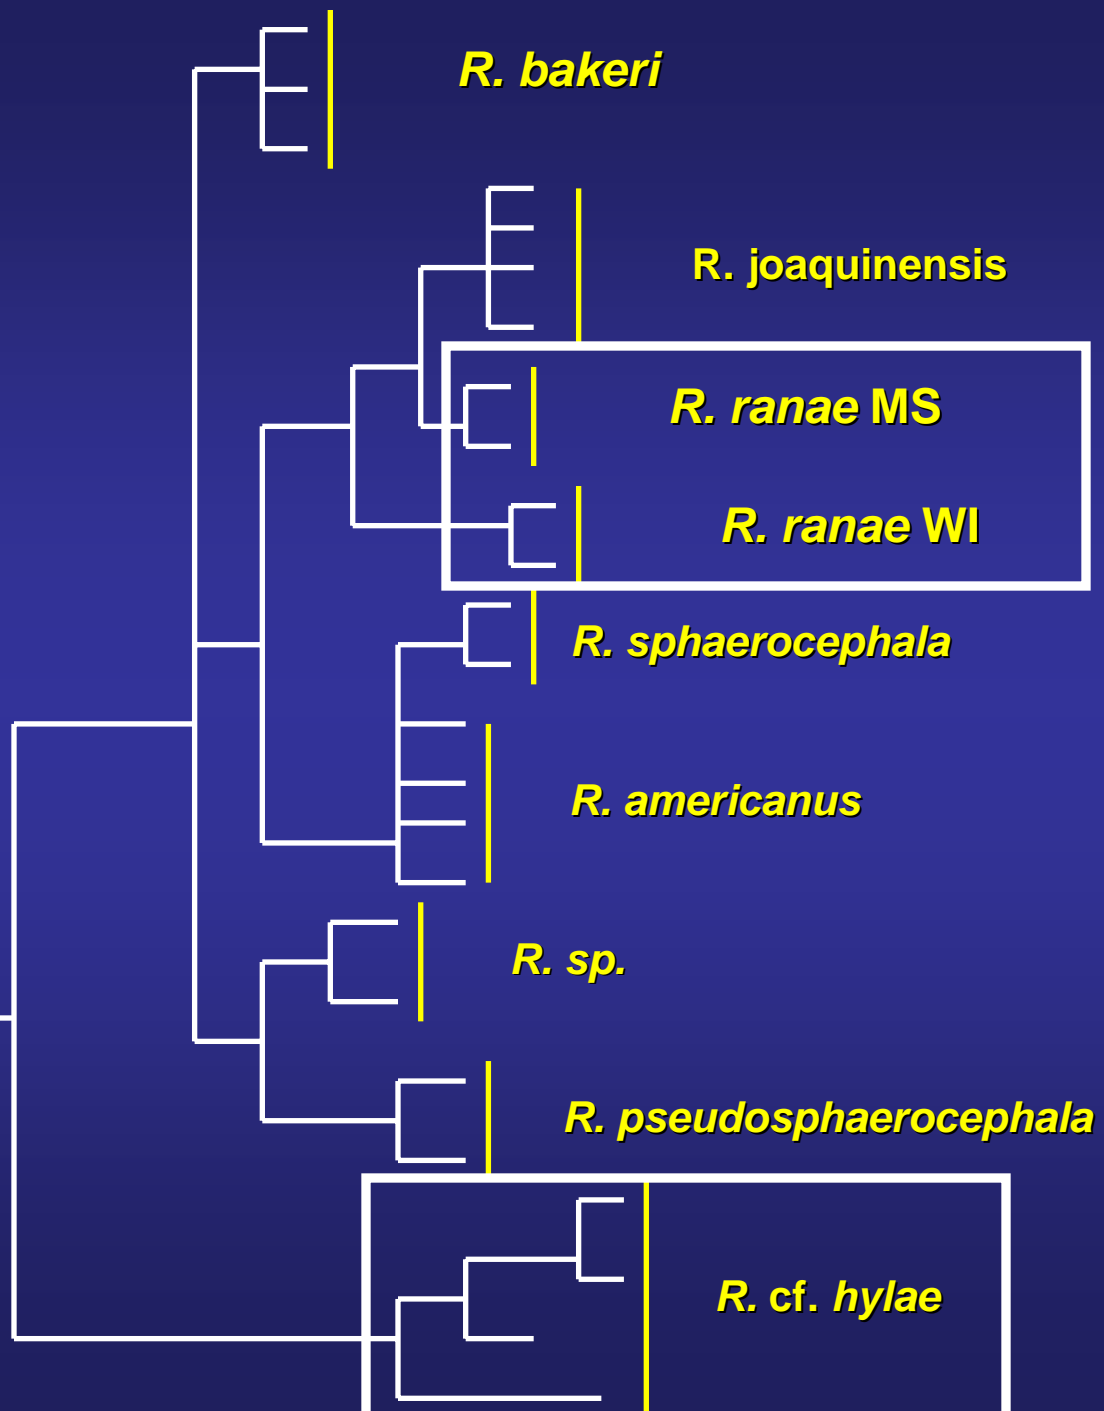 R. bakeri
R. joaquinensis
R. ranae MS
R. ranae WI
R. sphaerocephala
R. americanus
R. sp.
R. pseudosphaerocephala
R. cf. hylae